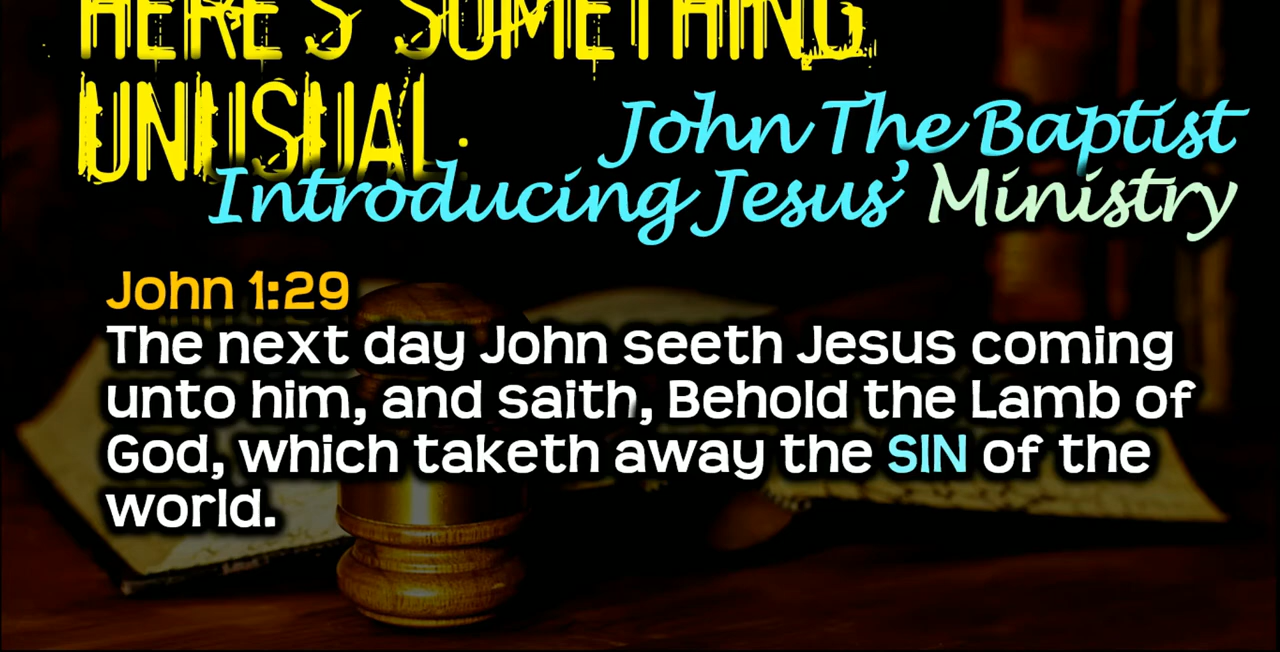 HERE'S SOMETHING
UNUSUAL:
John The Baptist
Introducing Jesus' Ministry
John 1:29
The next day John seeth Jesus coming
unto him, and saith, Behold the Lamb of
God, which taketh away the SIN of the
world.